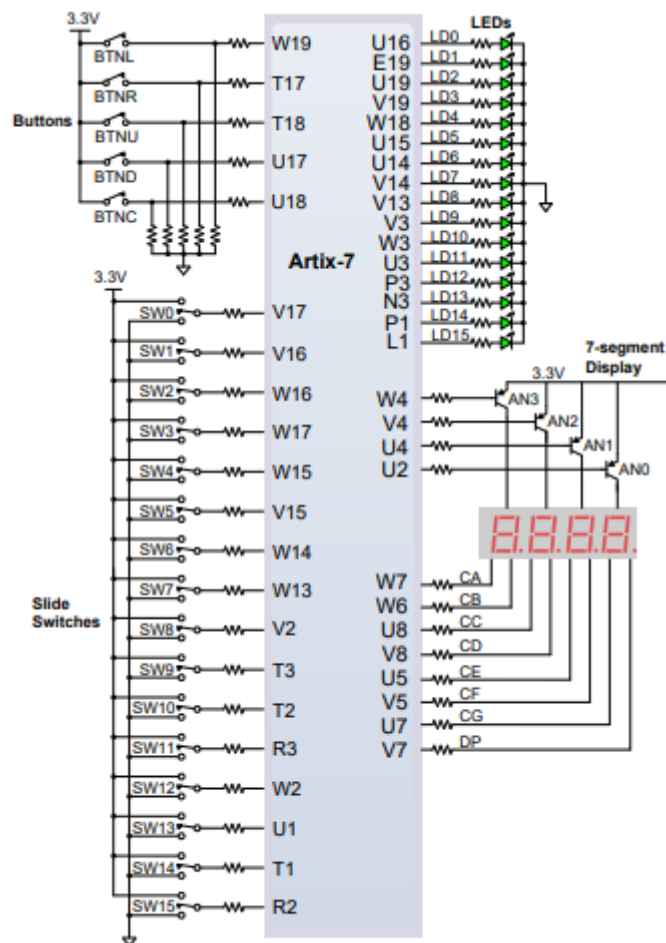 3.3V
BTNL
BTNR
BTNU
BTND
BTNC
Buttons
W19
T17
T18
U17
U18
Artix-7
LEDs
U16 LD0
E19 LD1
U19 LD2
V19 LD3
W18 LD4
U15 LD5
U14 LD6
V14 LD7
V13 LD8
V3 LD9
W3 LD10
U3 LD11
P3 LD12
N3 LD13
P1 LD14
L1 LD15
3.3V
SW0 V17
SW1 V16
SW2 W16
SW3 W17
SW4 W15
SW5 V15
SW6 W14
SW7 W13
SW8 V2
SW9 T3
SW10 T2
SW11 R3
SW12 W2
SW13 U1
SW14 T1
SW15 R2
Slide
Switches
7-segment
Display
3.3V
W4 AN3
V4 AN2
U4 AN1
U2 AN0
8.8.8.8.
W7 CA
W6 CB
U8 CC
V8 CD
U5 CE
V5 CF
U7 CG
V7 DP